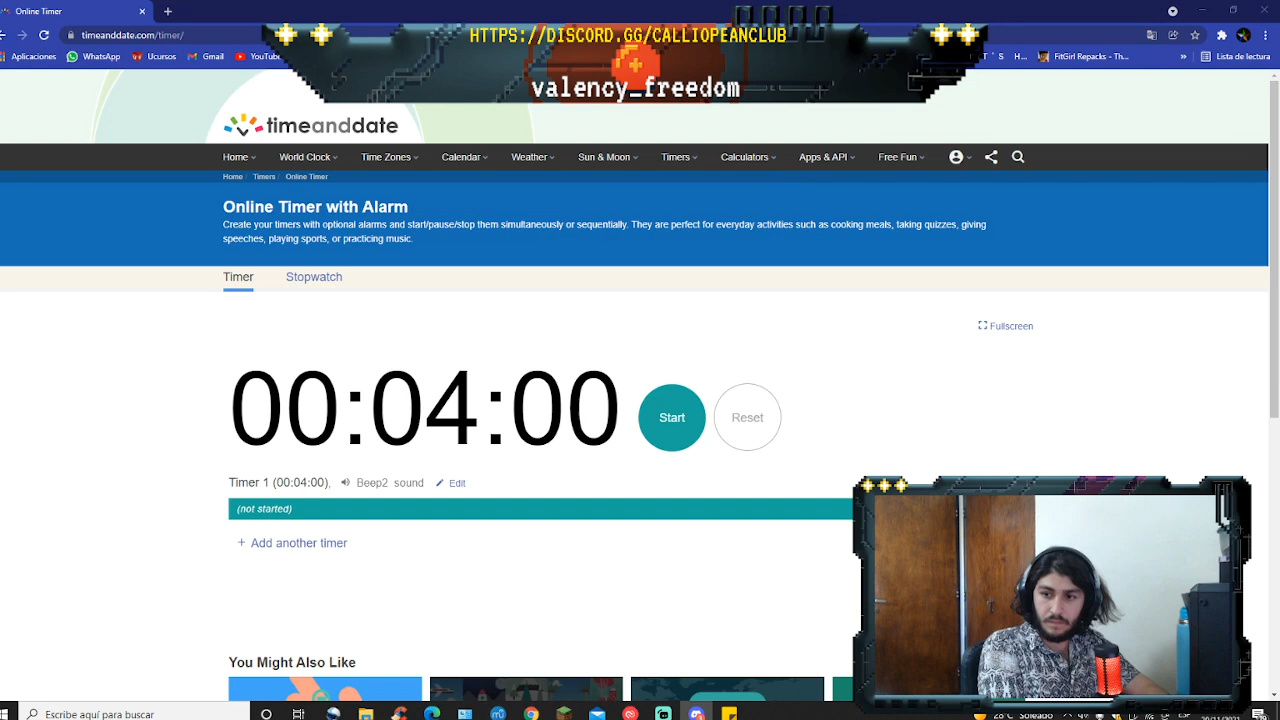 Online Timer
timeanddate.com/timer/
HTTPS://DISCORD.GG/CALLIOPEANCLUB
Aplicaciones
WhatsApp
Ucursos
Gmail
YouTube
FitGirl Repacks - Th...
Lista de lectura
valency_freedom
timeanddate
Home
World Clock
Time Zones
Calendar
Weather
Sun & Moon
Timers
Calculators
Apps & API
Free Fun
Home / Timers / Online Timer
Online Timer with Alarm
Create your timers with optional alarms and start/pause/stop them simultaneously or sequentially. They are perfect for everyday activities such as cooking meals, taking quizzes, giving
speeches, playing sports, or practicing music.
Timer
Stopwatch
Fullscreen
00:04:00
Start
Reset
Timer 1 (00:04:00),
Beep2 sound
Edit
(not started)
+ Add another timer
You Might Also Like
Escribe aquí para buscar